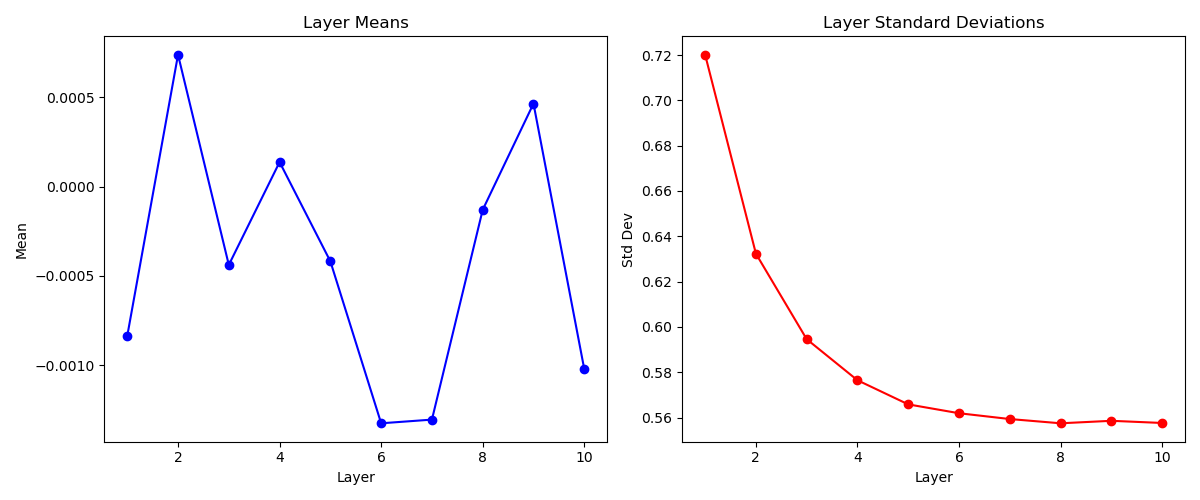 Layer Means
0.0005
0.0000
−0.0005
−0.0010
Mean
2 4 6 8 10
Layer
Layer Standard Deviations
0.72
0.70
0.68
0.66
0.64
0.62
0.60
0.58
0.56
Std Dev
2 4 6 8 10
Layer